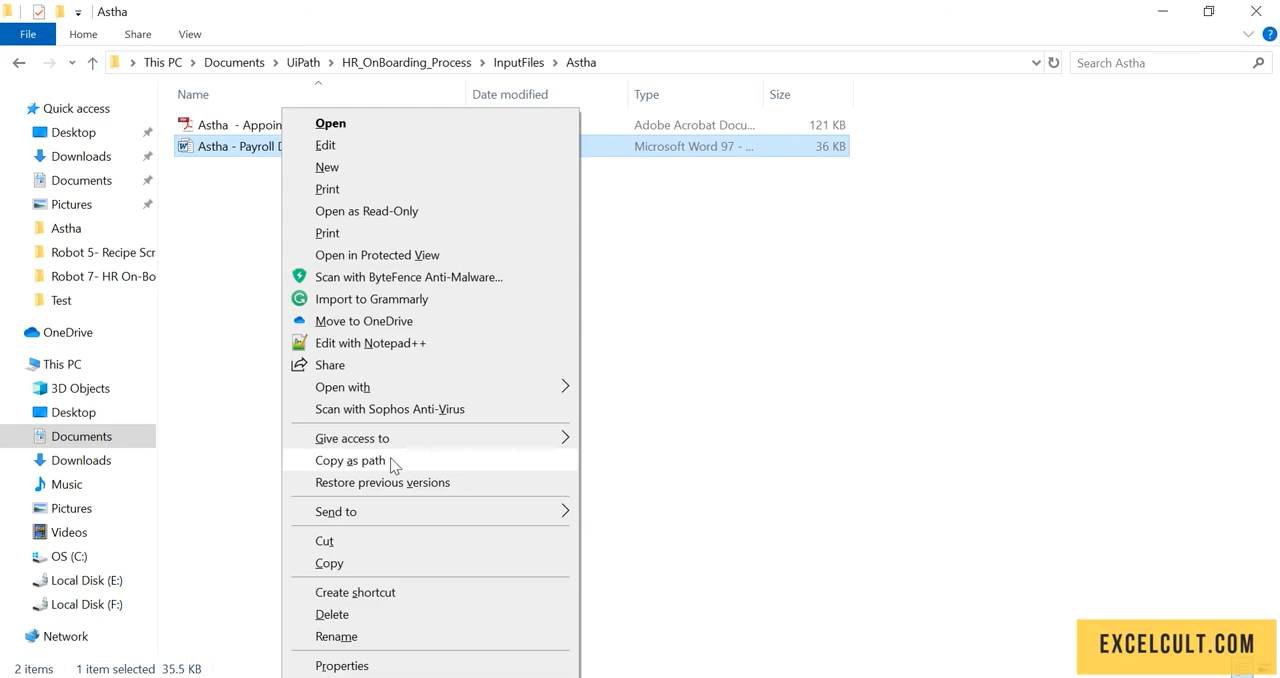 Astha
File Home Share View
This PC Documents UiPath HR_OnBoarding_Process InputFiles Astha Search Astha
Name Date modified Type Size
Quick access
Desktop
Downloads
Documents
Pictures
Astha
Robot 5- Recipe Scr
Robot 7- HR On-Bo
Test
OneDrive
This PC
3D Objects
Desktop
Documents
Downloads
Music
Pictures
Videos
OS (C:)
Local Disk (E:)
Local Disk (F:)
Network
Astha - Appoin Adobe Acrobat Docu... 121 KB
Astha - Payroll D Microsoft Word 97 - ... 36 KB
Open
Edit
New
Print
Open as Read-Only
Print
Open in Protected View
Scan with ByteFence Anti-Malware...
Import to Grammarly
Move to OneDrive
Edit with Notepad++
Share
Open with
Scan with Sophos Anti-Virus
Give access to
Copy as path
Restore previous versions
Send to
Cut
Copy
Create shortcut
Delete
Rename
Properties
2 items 1 item selected 35.5 KB
EXCELCULT.COM